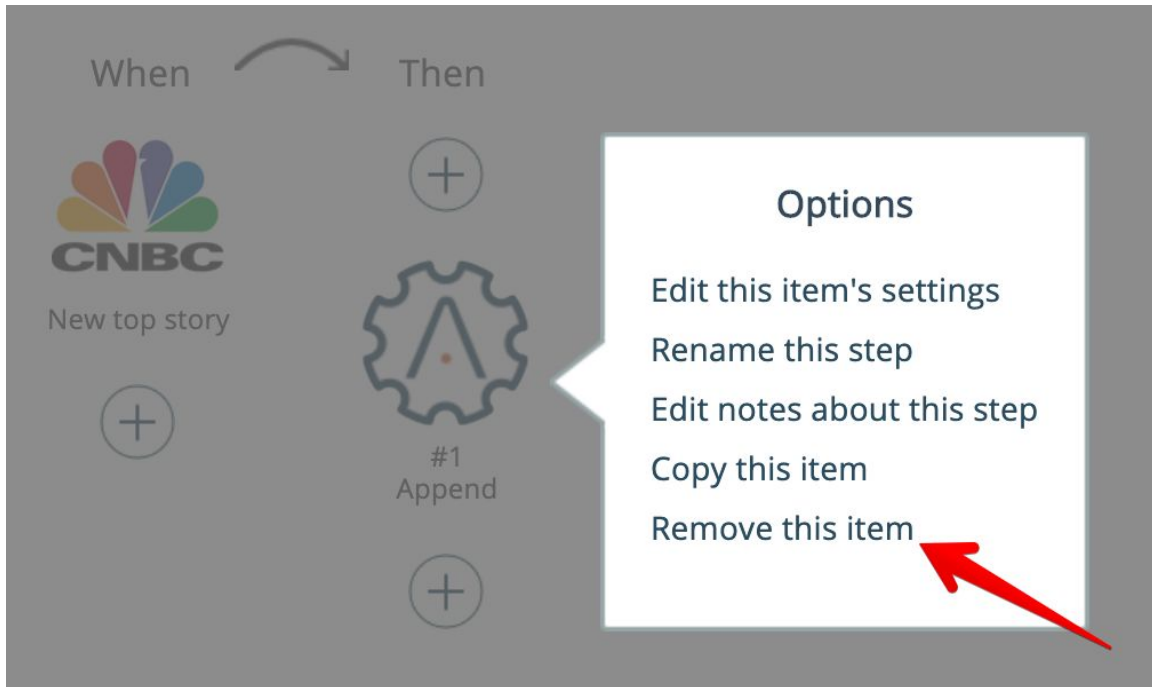 When
Then
CNBC
New top story
#1
Append
Options
Edit this item's settings
Rename this step
Edit notes about this step
Copy this item
Remove this item